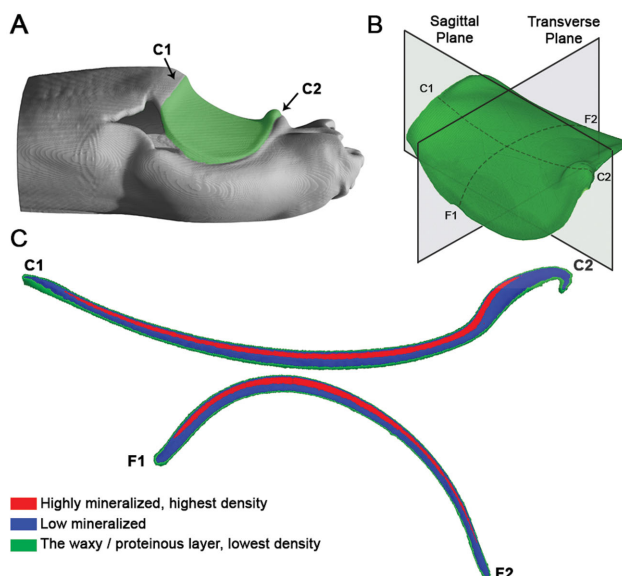 A
C1
C2
B
Sagittal Transverse
Plane Plane
C1
F2
C2
F1
C
C1
C2
F1
Highly mineralized, highest density
Low mineralized
The waxy / proteinous layer, lowest density
F2